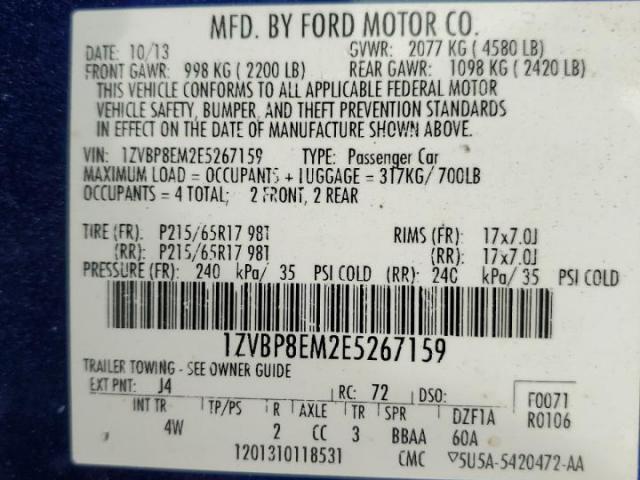 MFD. BY FORD MOTOR CO.
DATE: 10/13 GVWR: 2077 KG ( 4580 LB)
FRONT GAWR: 998 KG ( 2200 LB) REAR GAWR: 1098 KG ( 2420 LB)
THIS VEHICLE CONFORMS TO ALL APPLICABLE FEDERAL MOTOR
VEHICLE SAFETY, BUMPER, AND THEFT PREVENTION STANDARDS
IN EFFECT ON THE DATE OF MANUFACTURE SHOWN ABOVE.
VIN: 1ZVBP8EM2E5267159 TYPE: Passenger Car
MAXIMUM LOAD = OCCUPANTS + LUGGAGE = 317KG/ 700LB
OCCUPANTS = 4 TOTAL; 2 FRONT, 2 REAR
TIRE (FR): P215/65R17 98T RIMS (FR): 17x7.0J
(RR): P215/65R17 98T (RR): 17x7.0J
PRESSURE (FR): 240 kPa/ 35 PSI COLD (RR): 240 kPa/ 35 PSI COLD
1ZVBP8EM2E5267159
TRAILER TOWING - SEE OWNER GUIDE
EXT PNT: J4 RC: 72 DSO: F0071
INT TR TP/PS R AXLE TR SPR DZF1A R0106
4W 2 CC 3 BBAA 60A
1201310118531 CMC ▽5U5A-5420472-AA